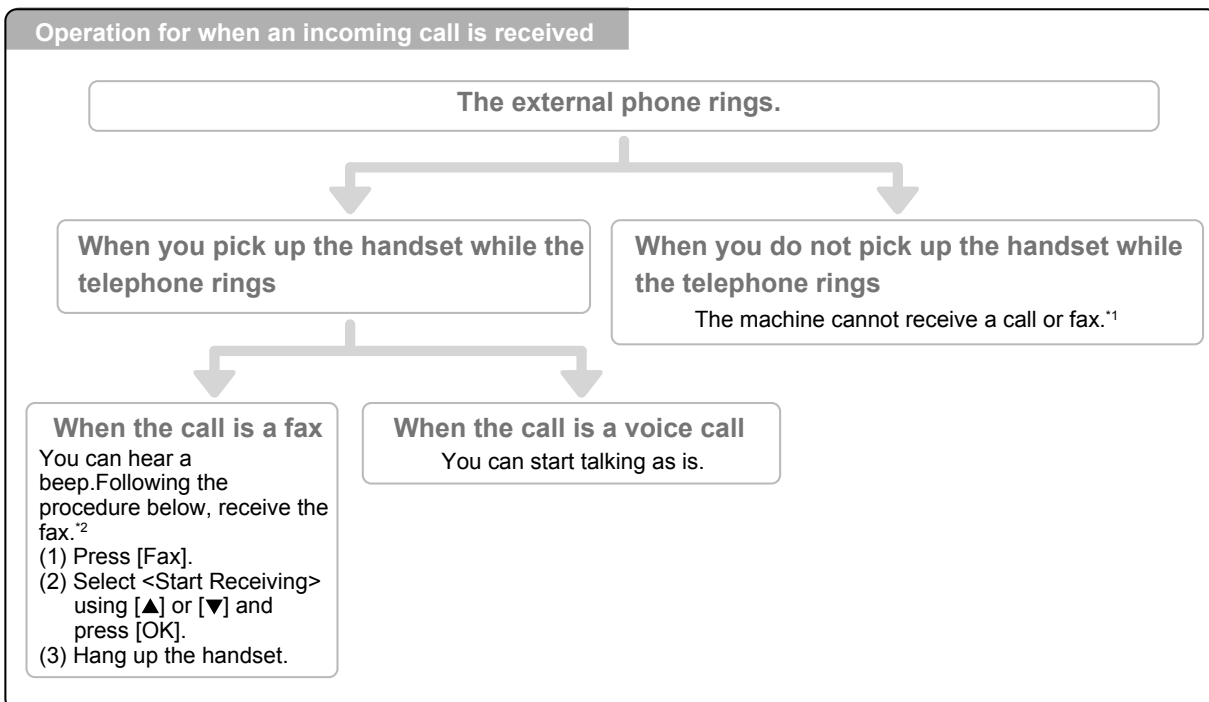 Operation for when an incoming call is received
The external phone rings.
When you pick up the handset while the
telephone rings
When you do not pick up the handset while
the telephone rings
The machine cannot receive a call or fax.*1
When the call is a fax
You can hear a
beep.Following the
procedure below, receive the
fax.*2
(1) Press [Fax].
(2) Select <Start Receiving>
using [▲] or [▼] and
press [OK].
(3) Hang up the handset.
When the call is a voice call
You can start talking as is.